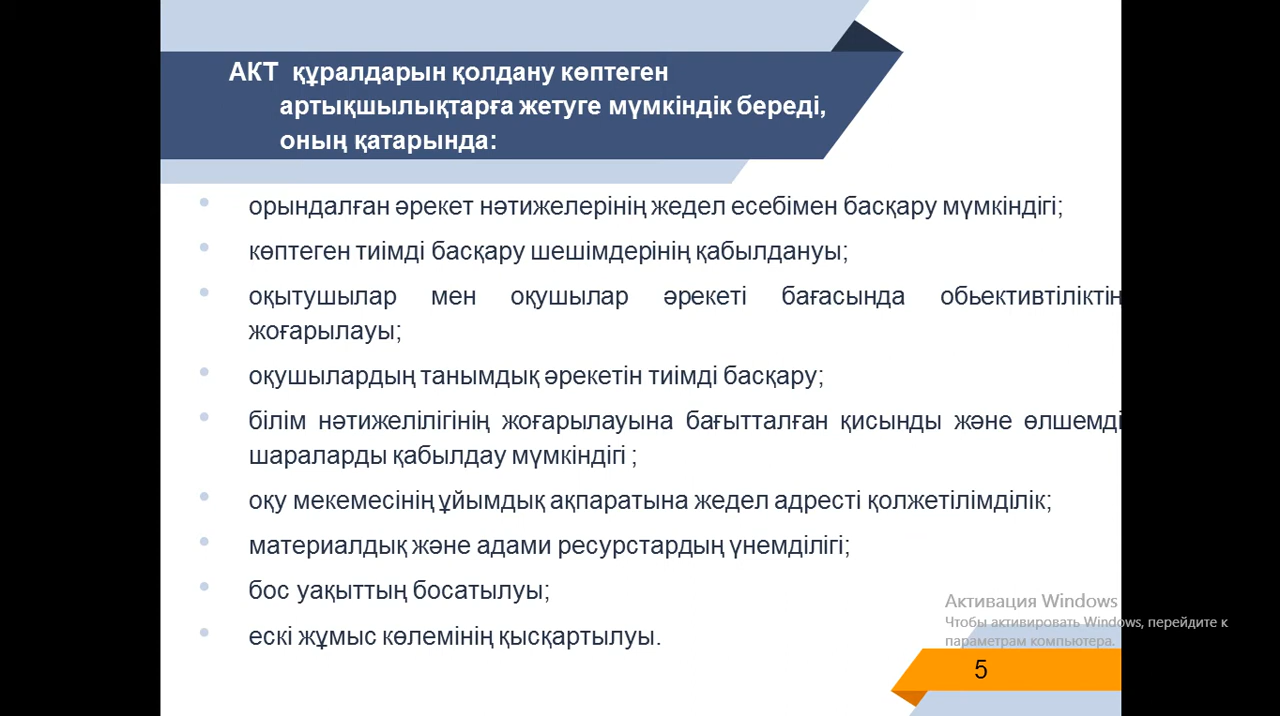 АКТ құралдарын қолдану көптеген
артықшылықтарға жетуге мүмкіндік береді,
оның қатарында:
• орындалған әрекет нәтижелерінің жедел есебімен басқару мүмкіндігі;
• көптеген тиімді басқару шешімдерінің қабылдануы;
• оқытушылар мен оқушылар әрекеті бағасында обьективтіліктің
жоғарылауы;
• оқушылардың танымдық әрекетін тиімді басқару;
• білім нәтижелілігінің жоғарылауына бағытталған қисынды және өлшемді
шараларды қабылдау мүмкіндігі ;
• оқу мекемесінің ұйымдық ақпаратына жедел адресті қолжетілімділік;
• материалдық және адами ресурстардың үнемділігі;
• бос уақыттың босатылуы;
• ескі жұмыс көлемінің қысқартылуы.
Активация Windows
Чтобы активировать Windows, перейдите к
параметрам компьютера.
5